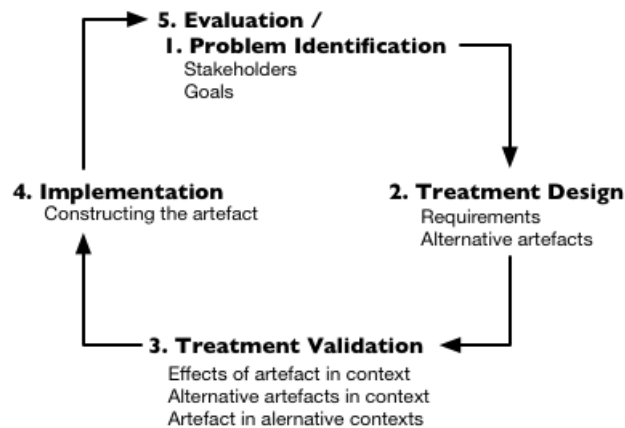 5. Evaluation /
1. Problem Identification
Stakeholders
Goals
4. Implementation
Constructing the artefact
2. Treatment Design
Requirements
Alternative artefacts
3. Treatment Validation
Effects of artefact in context
Alternative artefacts in context
Artefact in alernative contexts